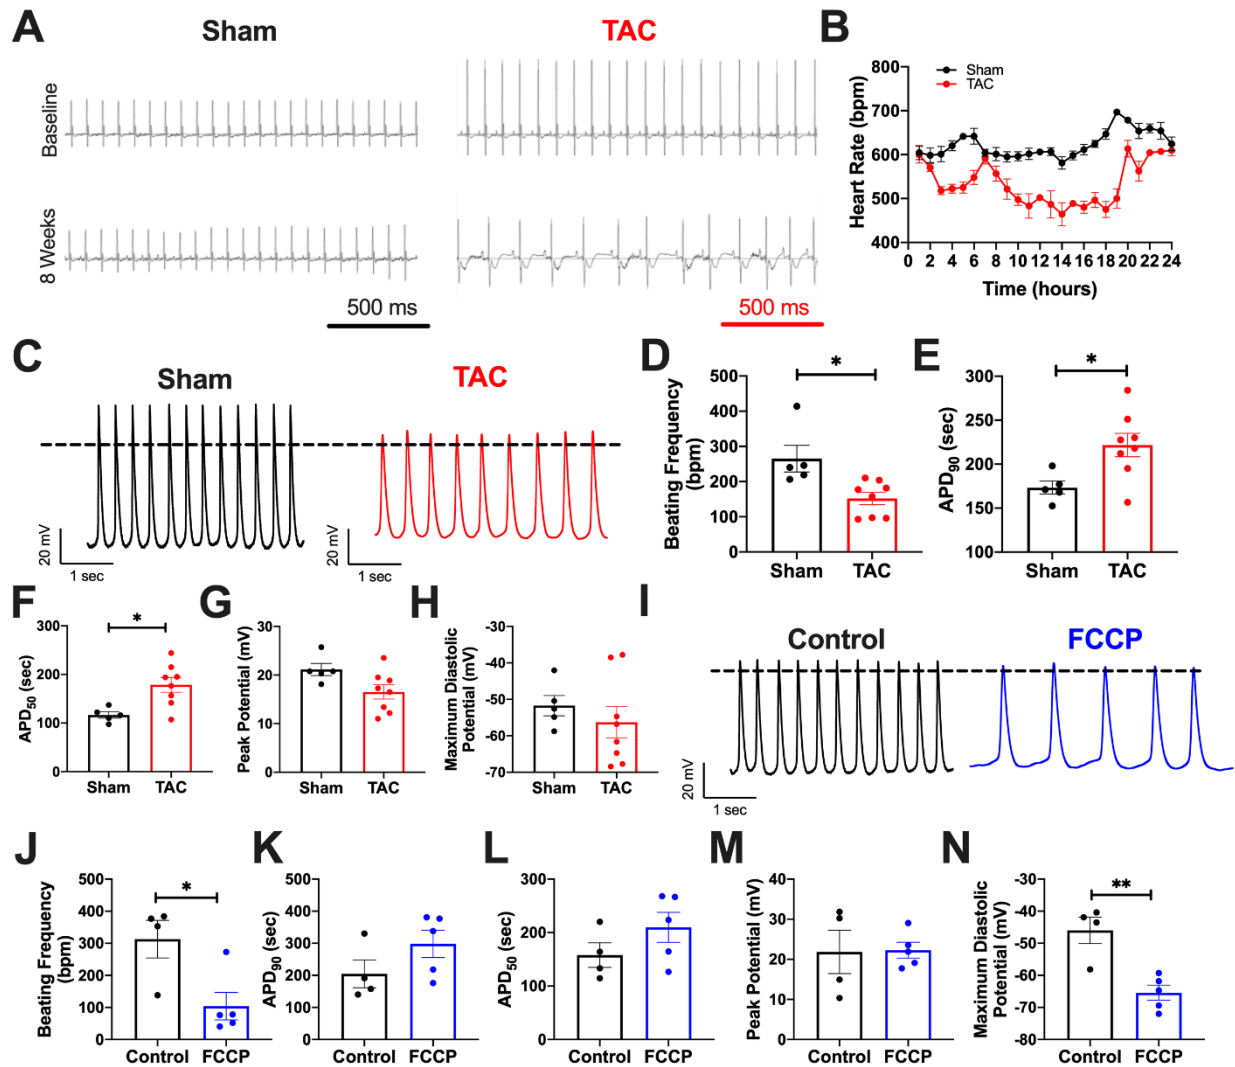 A
Sham
TAC
Baseline
8 Weeks
500 ms
500 ms
B
Heart Rate (bpm)
800
700
600
500
400
Sham
TAC
0 2 4 6 8 10 12 14 16 18 20 22 24
Time (hours)
C
Sham
TAC
20 mV
1 sec
20 mV
1 sec
D
Beating Frequency
(bpm)
500
400
300
200
100
0
*
Sham TAC
E
APD90 (sec)
300
250
200
150
100
*
Sham TAC
F
APD50 (sec)
300
200
100
0
*
Sham TAC
G
Peak Potential (mV)
30
20
10
0
Sham TAC
H
Maximum Diastolic
Potential (mV)
-30
-40
-50
-60
-70
Sham TAC
I
Control
FCCP
20 mV
1 sec
J
Beating Frequency
(bpm)
500
400
300
200
100
0
*
Control FCCP
K
APD90 (sec)
500
400
300
200
100
0
Control FCCP
L
APD50 (sec)
300
200
100
0
Control FCCP
M
Peak Potential (mV)
40
30
20
10
0
Control FCCP
N
Maximum Diastolic
Potential (mV)
-30
-40
-50
-60
-70
-80
**
Control FCCP